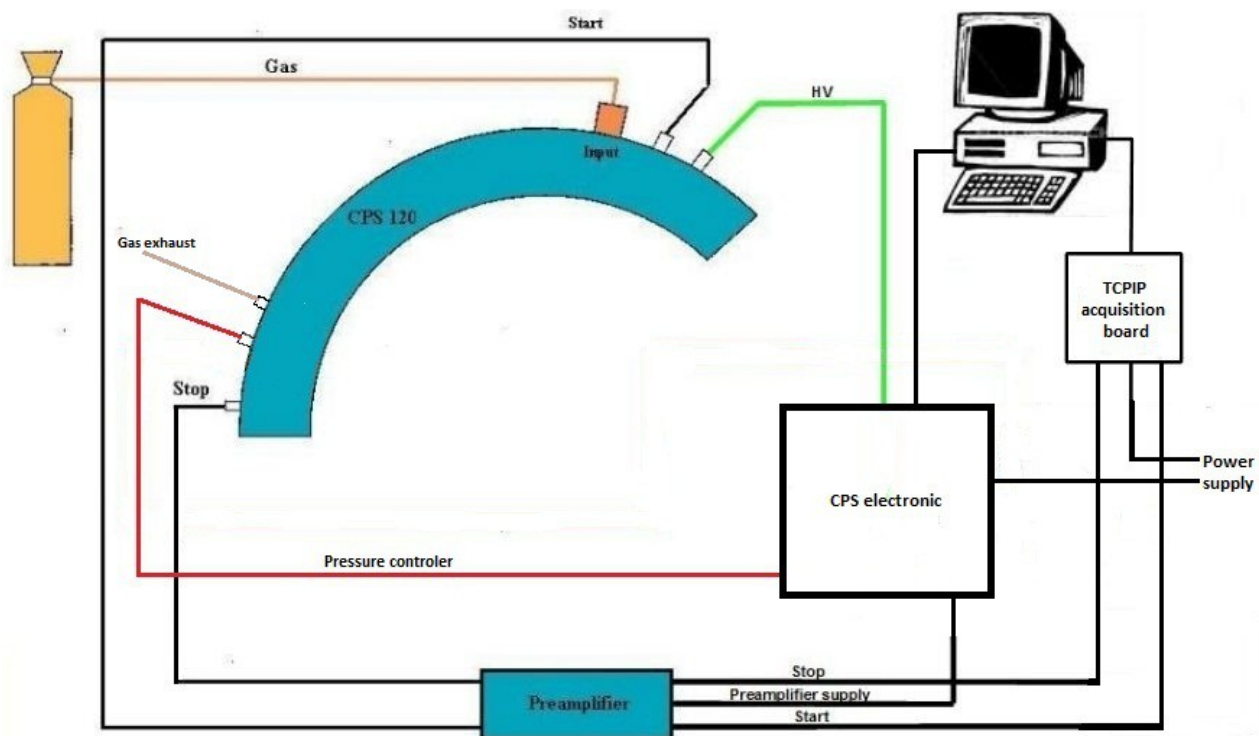 Start
Gas
HV
Input
CPS 120
Gas exhaust
TCPIP
acquisition
board
Stop
Power
supply
CPS electronic
Pressure controler
Stop
Preamplifier supply
Preamplifier
Start